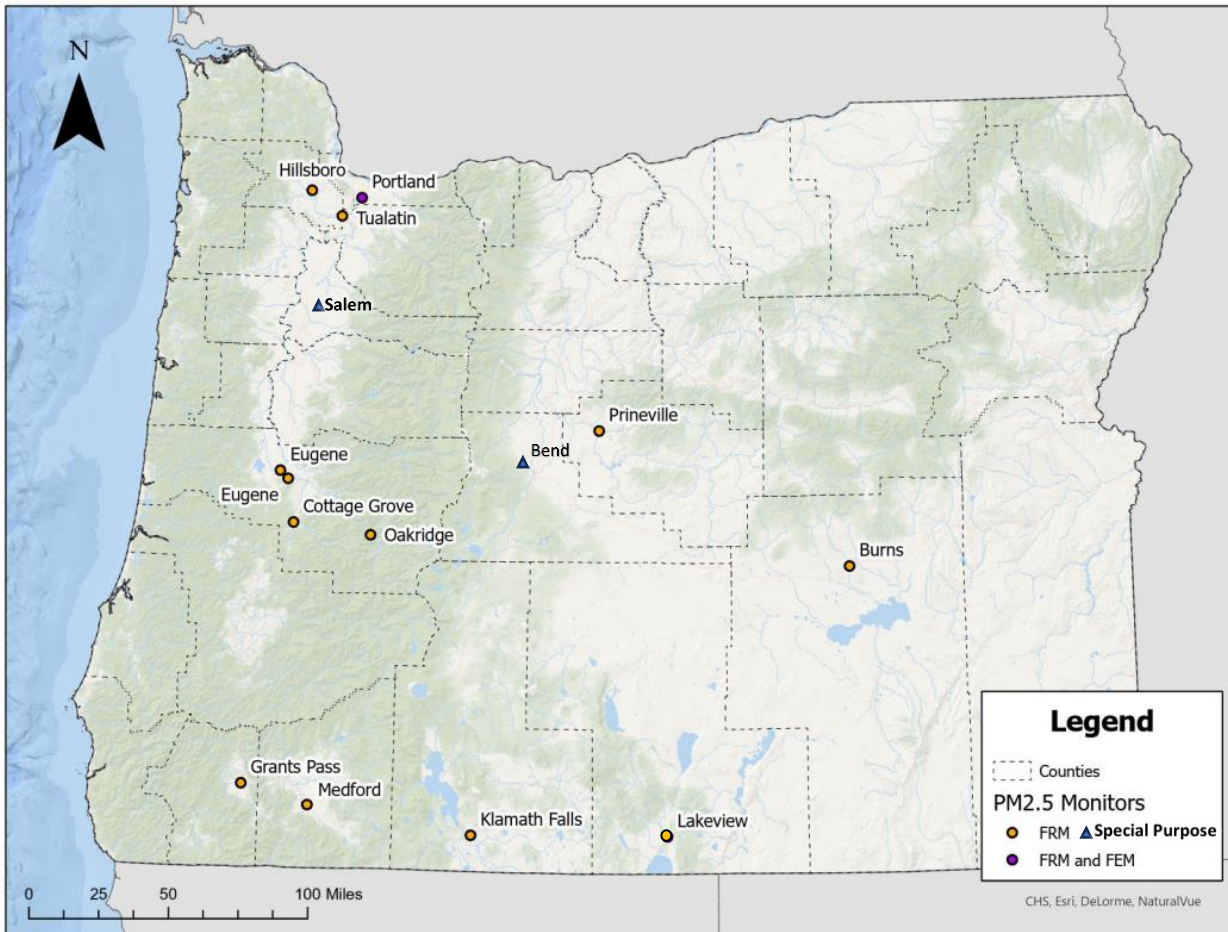 N
Hillsboro
Portland
Tualatin
Salem
Prineville
Bend
Eugene
Eugene
Cottage Grove
Oakridge
Burns
Grants Pass
Medford
Klamath Falls
Lakeview
Legend
Counties
PM2.5 Monitors
FRM Special Purpose
FRM and FEM
0 25 50 100 Miles
CHS, Esri, DeLorme, NaturalVue